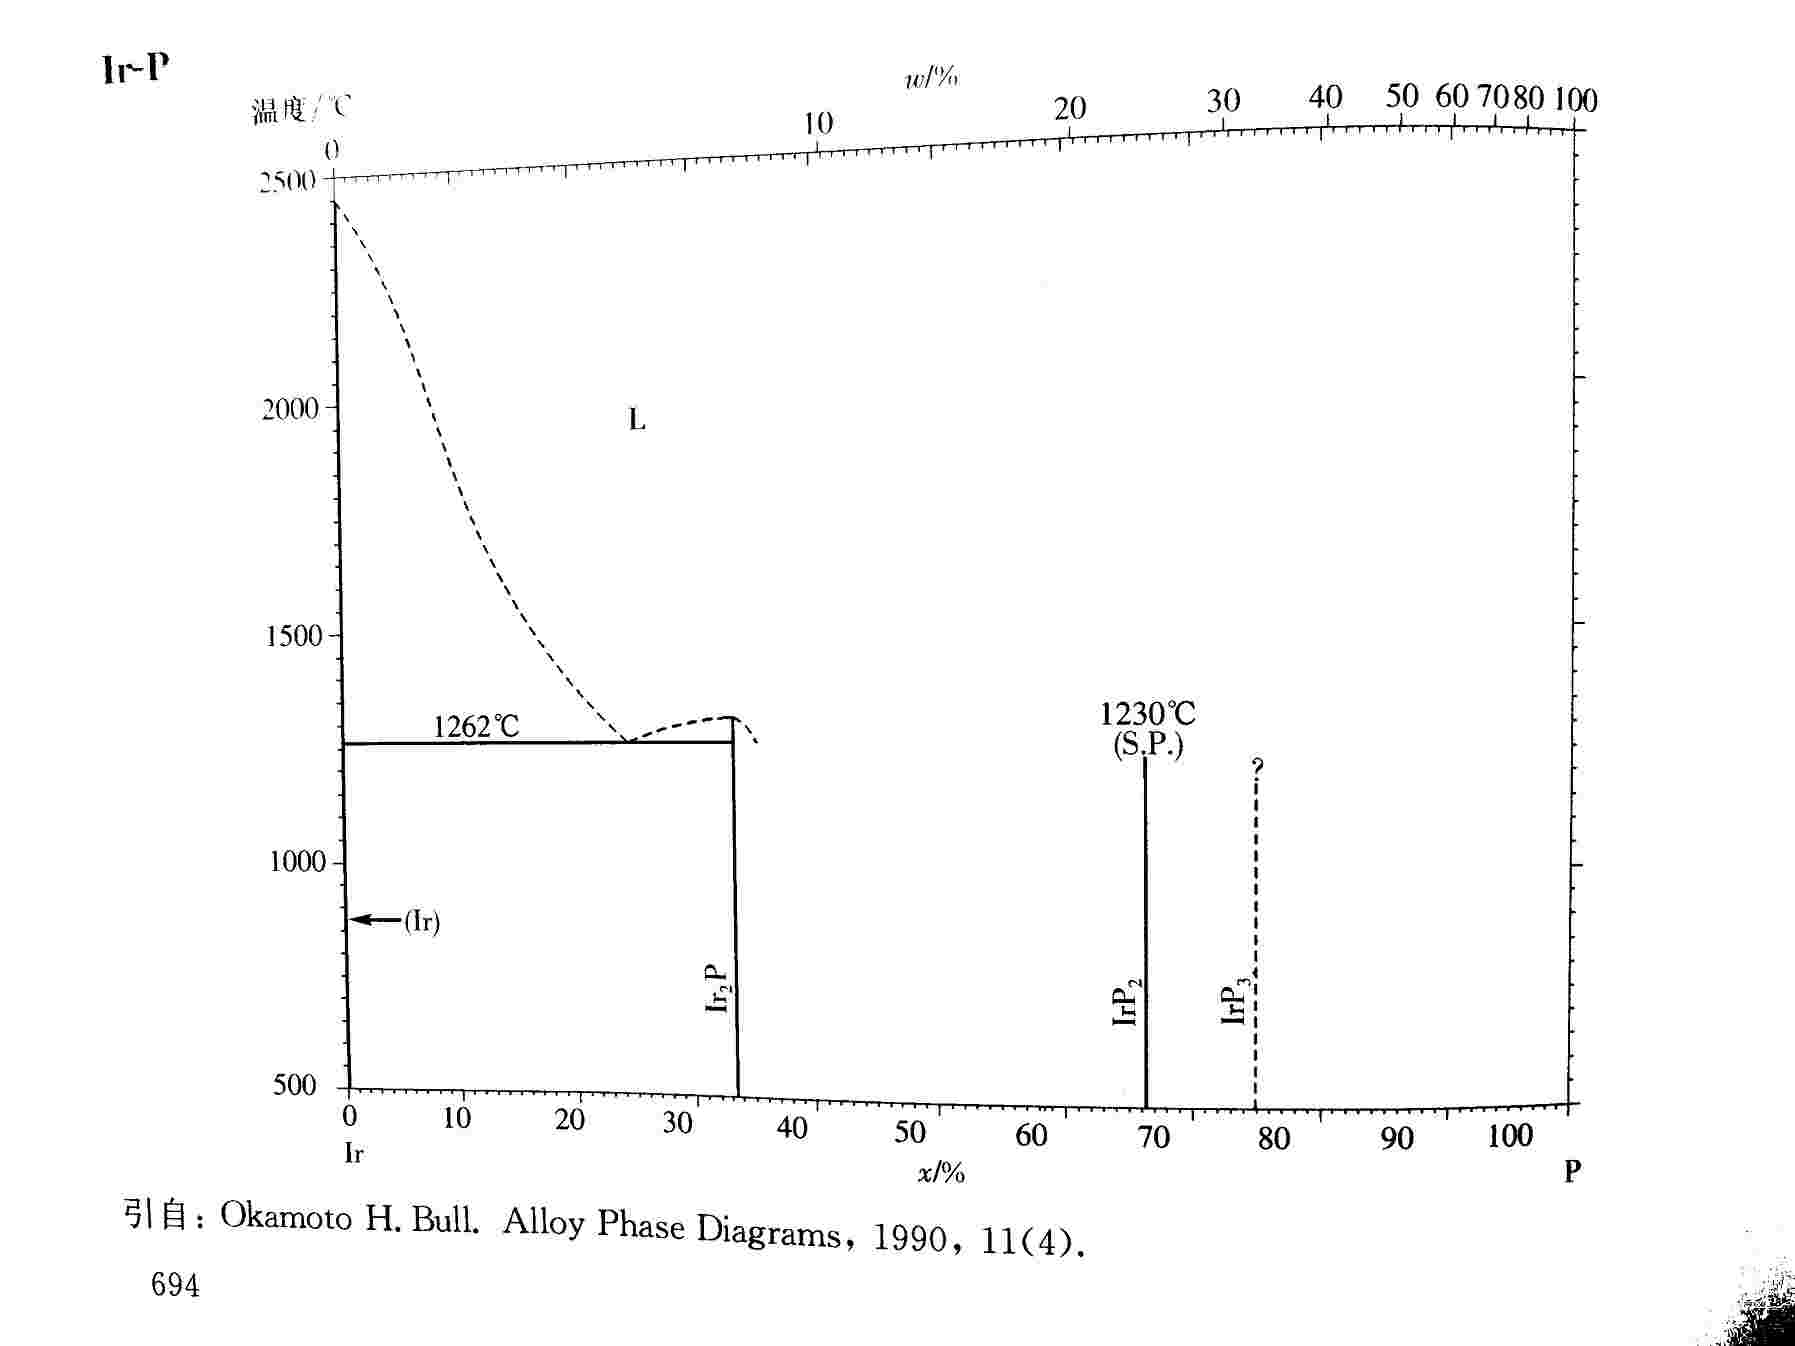 Ir-P
w/%
温度/℃
0 10 20 30 40 50 60 70 80 100
2500
2000
L
1500
1230℃
(S.P.)
1262℃
?
1000
(Ir)
Ir₂P
IrP₂
IrP₃
500
0 10 20 30 40 50 60 70 80 90 100
Ir
x/%
P
引自: Okamoto H. Bull. Alloy Phase Diagrams, 1990, 11(4).
694